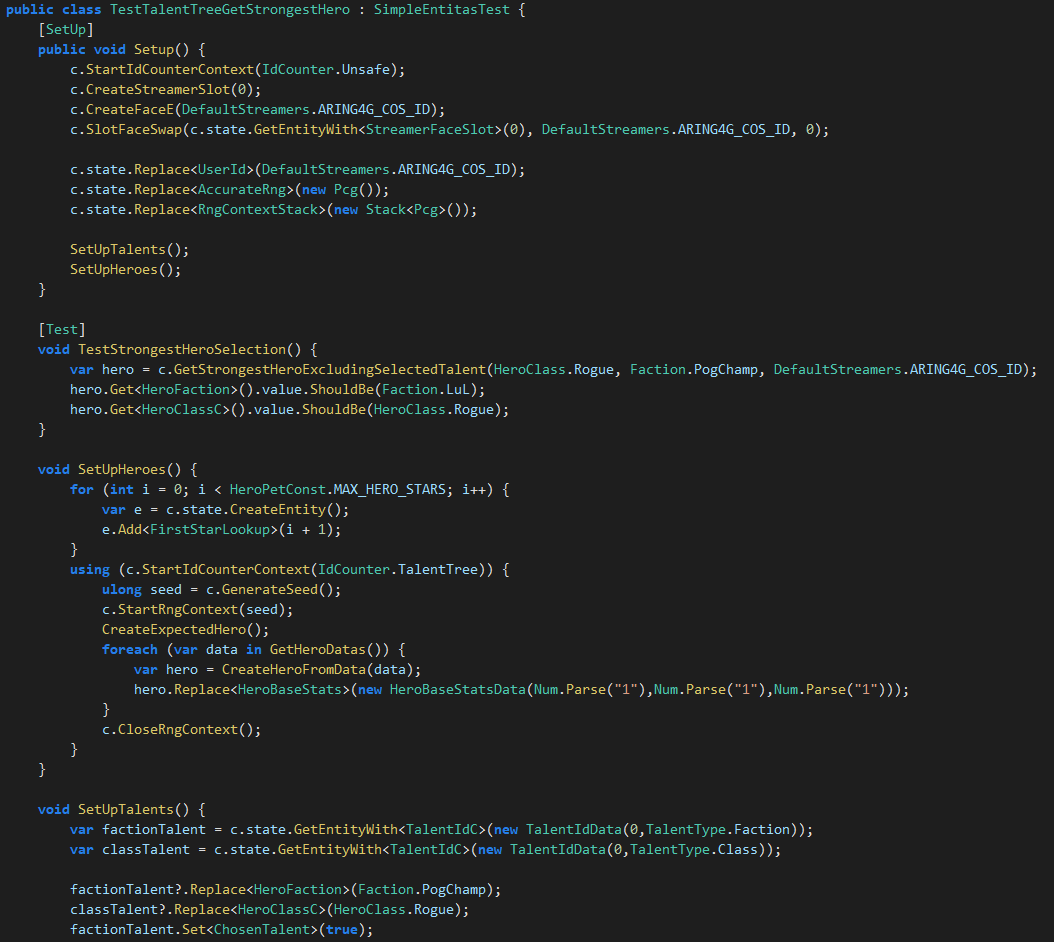 public class TestTalentTreeGetStrongestHero : SimpleEntitasTest {
    [SetUp]
    public void Setup() {
        c.StartIdCounterContext(IdCounter.Unsafe);
        c.CreateStreamerSlot(0);
        c.CreateFaceE(DefaultStreamers.ARING4G_COS_ID);
        c.SlotFaceSwap(c.state.GetEntityWith<StreamerFaceSlot>(0), DefaultStreamers.ARING4G_COS_ID, 0);

        c.state.Replace<UserId>(DefaultStreamers.ARING4G_COS_ID);
        c.state.Replace<AccurateRng>(new Pcg());
        c.state.Replace<RngContextStack>(new Stack<Pcg>());

        SetUpTalents();
        SetUpHeroes();
    }

    [Test]
    void TestStrongestHeroSelection() {
        var hero = c.GetStrongestHeroExcludingSelectedTalent(HeroClass.Rogue, Faction.PogChamp, DefaultStreamers.ARING4G_COS_ID);
        hero.Get<HeroFaction>().value.ShouldBe(Faction.LuL);
        hero.Get<HeroClassC>().value.ShouldBe(HeroClass.Rogue);
    }

    void SetUpHeroes() {
        for (int i = 0; i < HeroPetConst.MAX_HERO_STARS; i++) {
            var e = c.state.CreateEntity();
            e.Add<FirstStarLookup>(i + 1);
        }
        using (c.StartIdCounterContext(IdCounter.TalentTree)) {
            ulong seed = c.GenerateSeed();
            c.StartRngContext(seed);
            CreateExpectedHero();
            foreach (var data in GetHeroDatas()) {
                var hero = CreateHeroFromData(data);
                hero.Replace<HeroBaseStats>(new HeroBaseStatsData(Num.Parse("1"),Num.Parse("1"),Num.Parse("1")));
            }
            c.CloseRngContext();
        }
    }

    void SetUpTalents() {
        var factionTalent = c.state.GetEntityWith<TalentIdC>(new TalentIdData(0,TalentType.Faction));
        var classTalent = c.state.GetEntityWith<TalentIdC>(new TalentIdData(0,TalentType.Class));

        factionTalent?.Replace<HeroFaction>(Faction.PogChamp);
        classTalent?.Replace<HeroClassC>(HeroClass.Rogue);
        factionTalent.Set<ChosenTalent>(true);